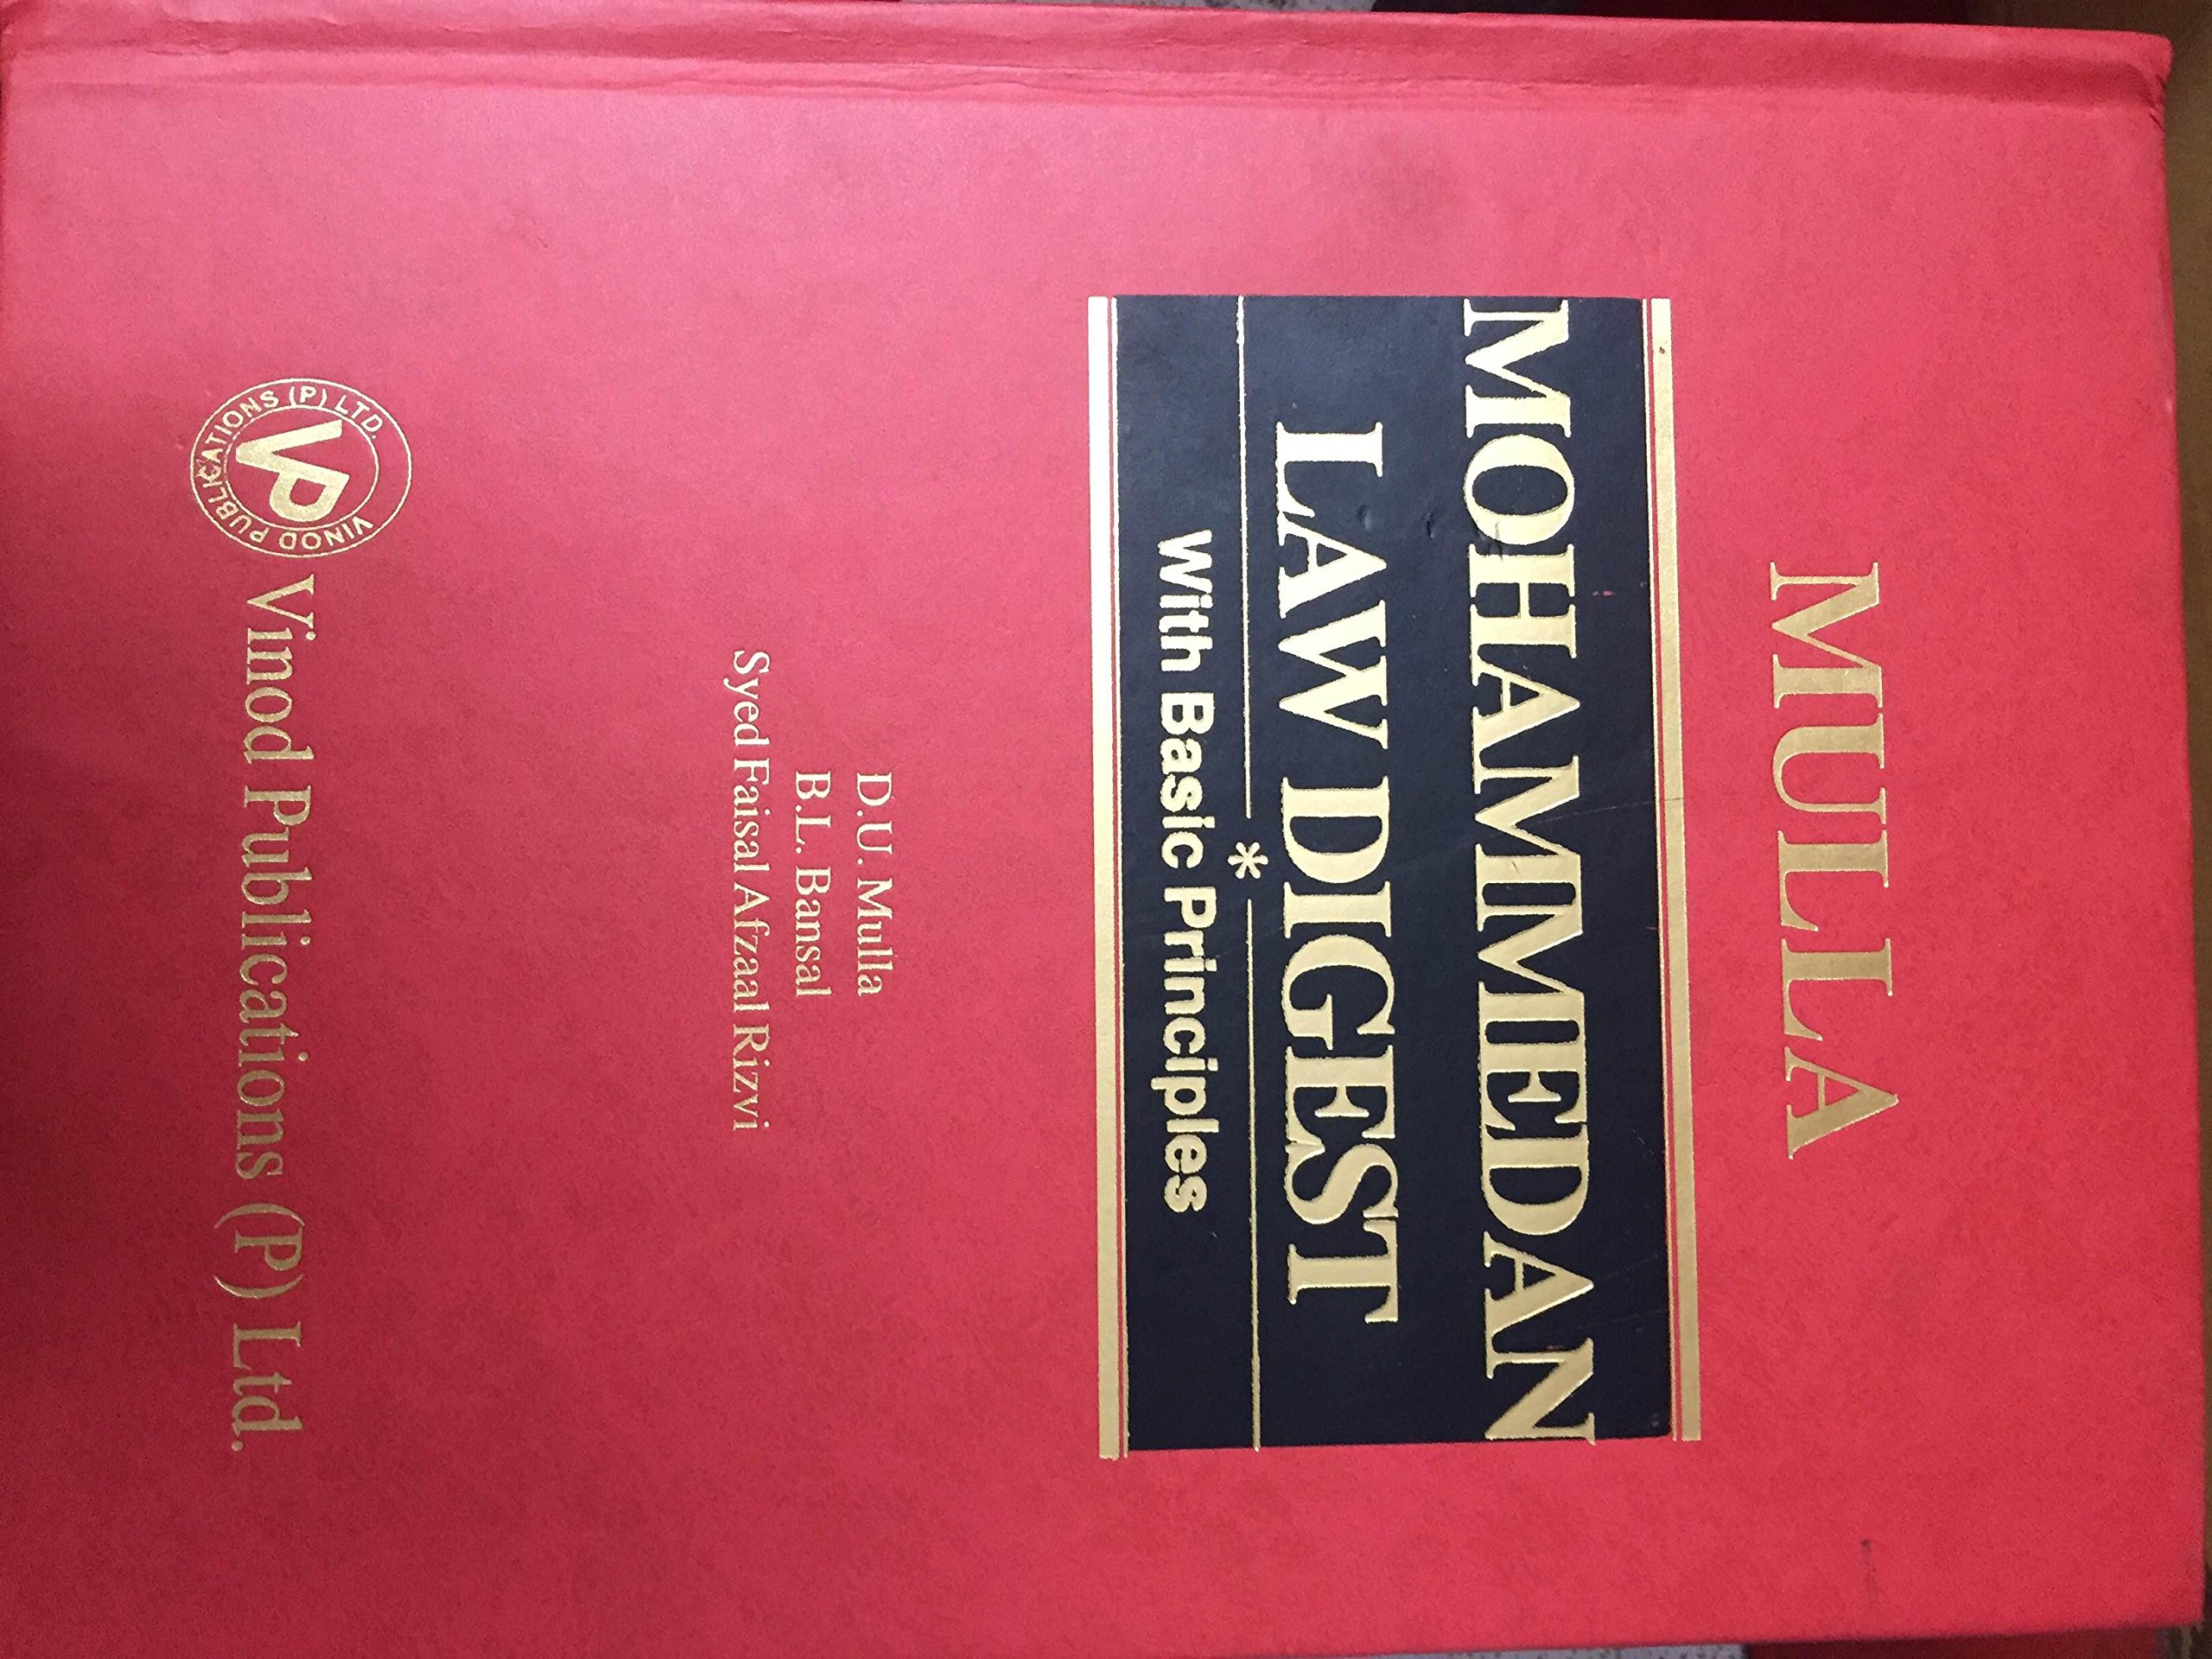 MULLA
MOHAMMEDAN
LAW DIGEST
*
With Basic Principles
D.U. Mulla
B.L. Bansal
Syed Faisal Afzaal Rizvi
VINOD PUBLICATIONS (P) LTD.
VP
Vinod Publications (P) Ltd.